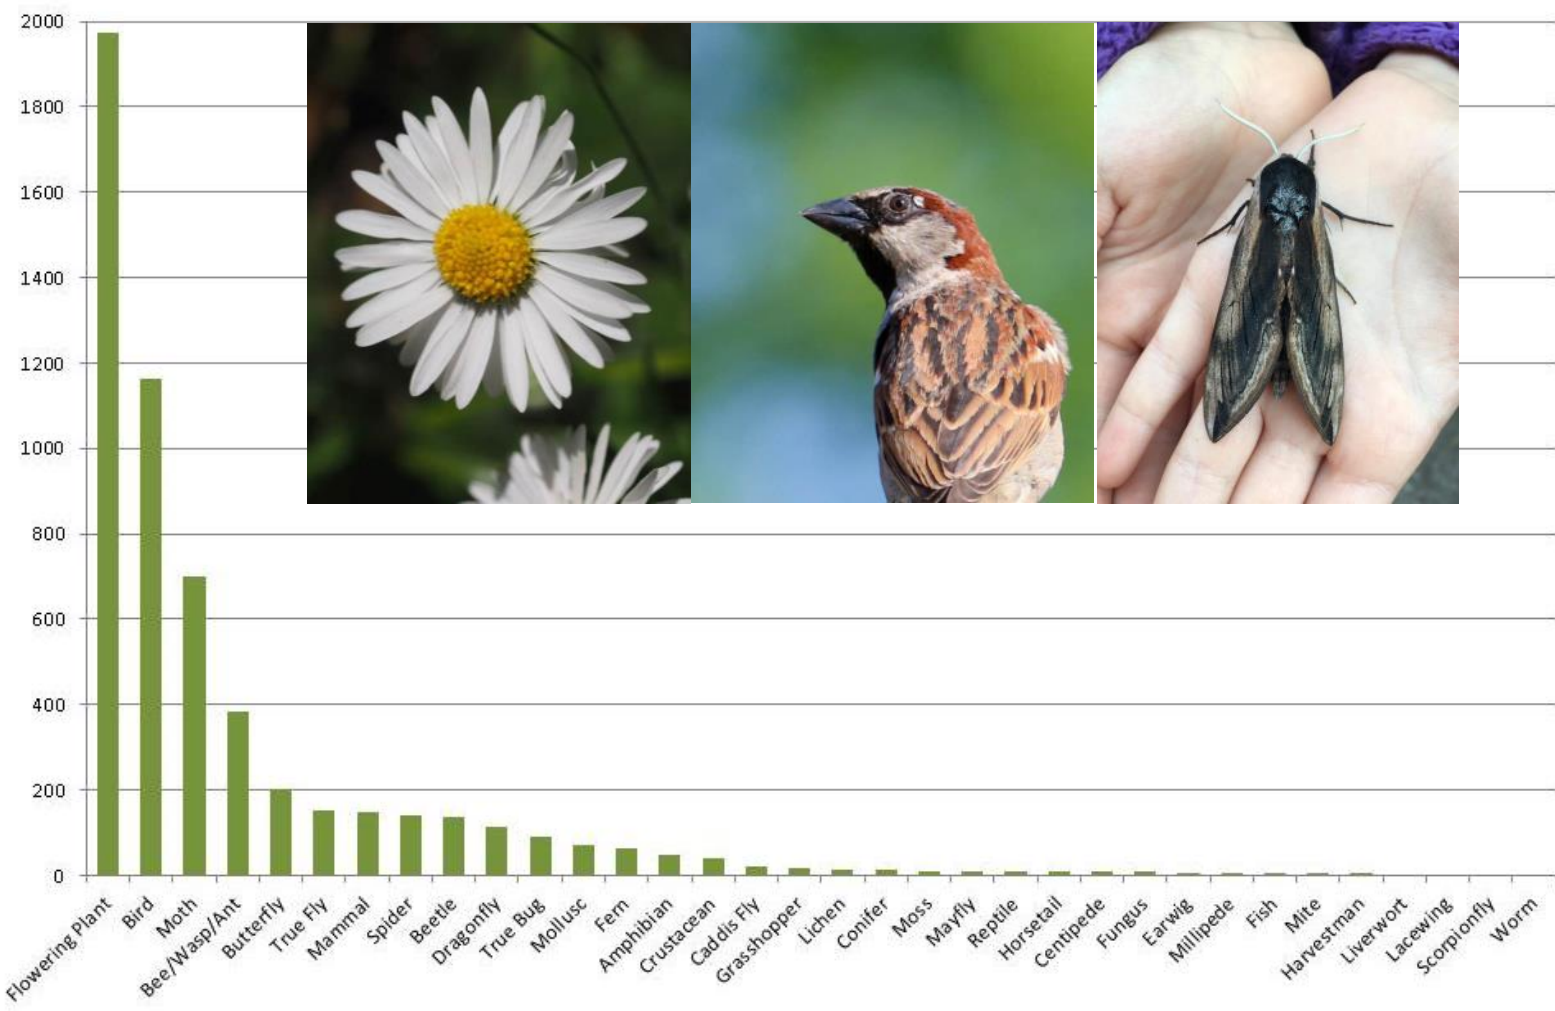 2000
1800
1600
1400
1200
1000
800
600
400
200
0
Flowering Plant
Bird
Moth
Bee/Wasp/Ant
Butterfly
True Fly
Mammal
Spider
Beetle
Dragonfly
True Bug
Mollusc
Fern
Amphibian
Crustacean
Caddis Fly
Grasshopper
Lichen
Conifer
Moss
Mayfly
Reptile
Horsetail
Centipede
Fungus
Earwig
Millipede
Fish
Mite
Harvestman
Liverwort
Lacewing
Scorpionfly
Worm